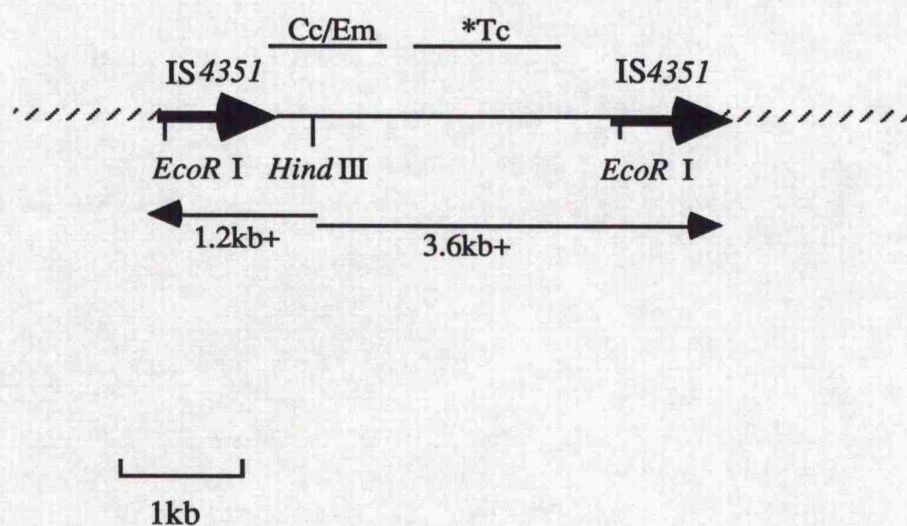 Cc/Em *Tc
IS4351 IS4351
EcoR I Hind III EcoR I
1.2kb+ 3.6kb+
1kb